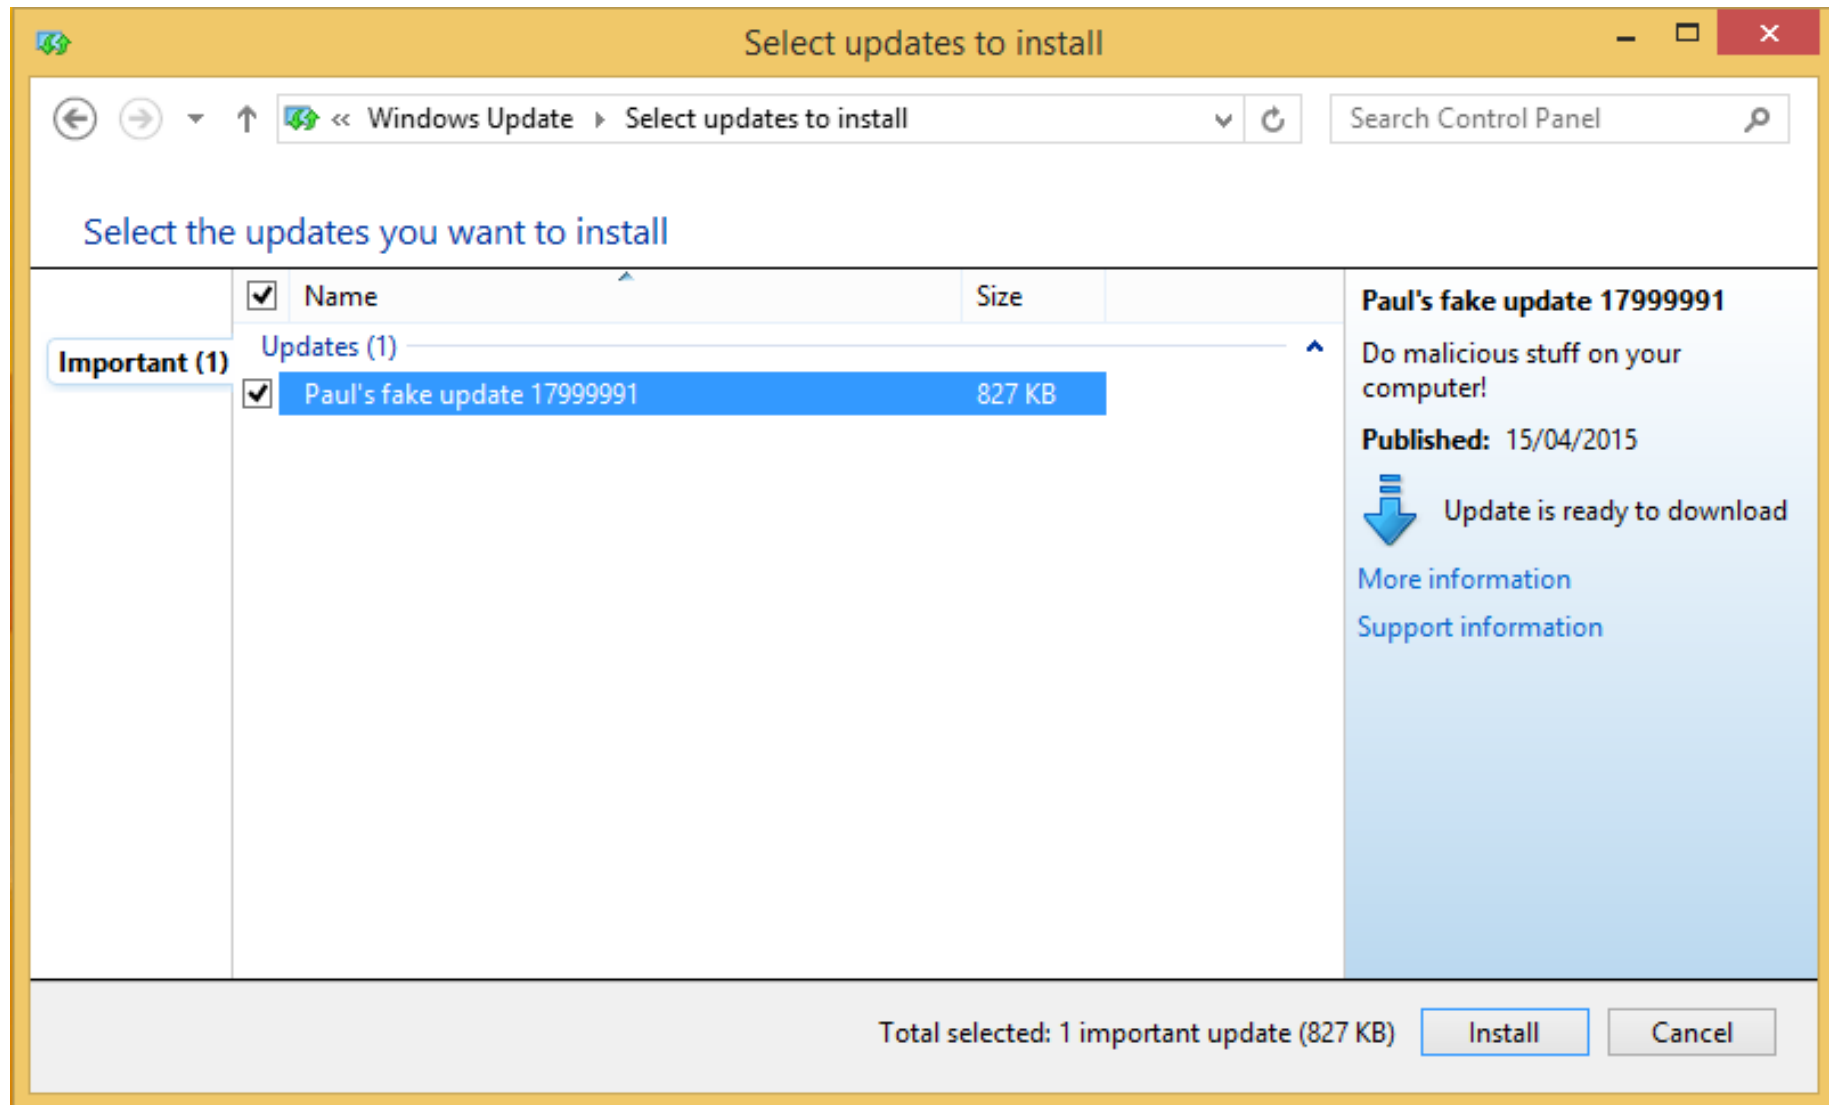 Select updates to install
« Windows Update Select updates to install
Search Control Panel
Select the updates you want to install
Name Size
Important (1)
Updates (1)
Paul's fake update 17999991 827 KB
Paul's fake update 17999991
Do malicious stuff on your
computer!
Published: 15/04/2015
Update is ready to download
More information
Support information
Total selected: 1 important update (827 KB)
Install
Cancel